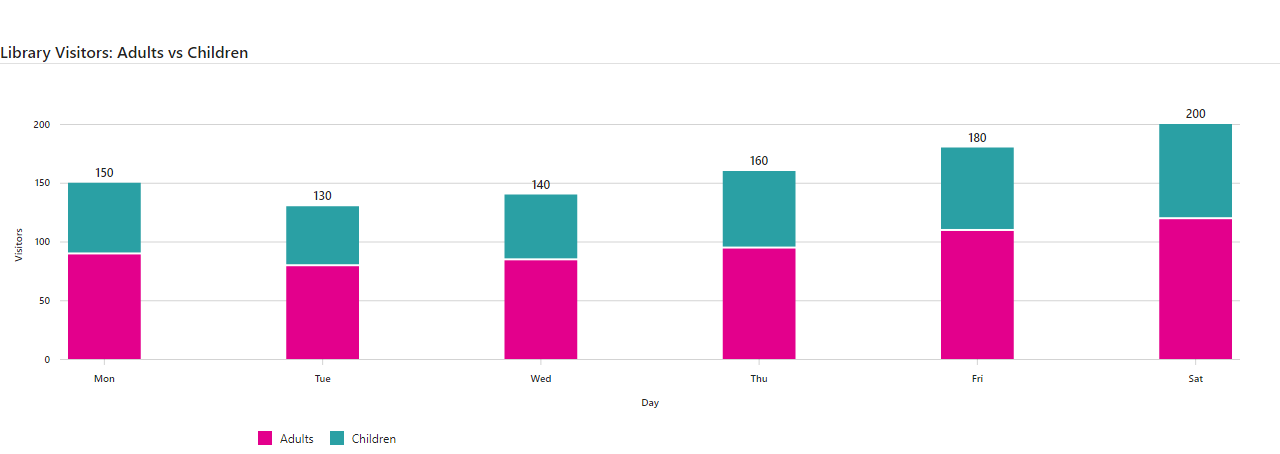 Library Visitors: Adults vs Children
200
150
100
50
0
Visitors
150
130
140
160
180
200
Mon
Tue
Wed
Thu
Fri
Sat
Day
Adults
Children